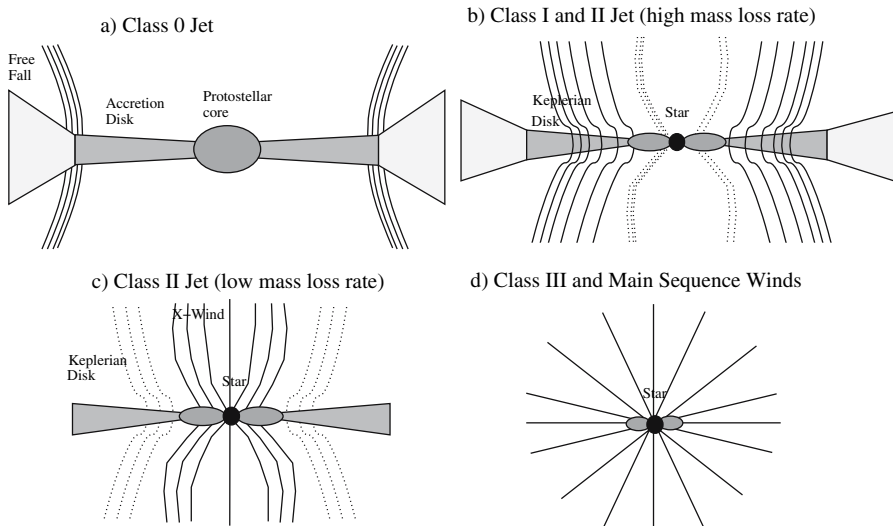 a) Class 0 Jet
Free
Fall
Accretion
Disk
Protostellar
core
b) Class I and II Jet (high mass loss rate)
Keplerian
Disk
Star
c) Class II Jet (low mass loss rate)
X-Wind
Keplerian
Disk
Star
d) Class III and Main Sequence Winds
Star